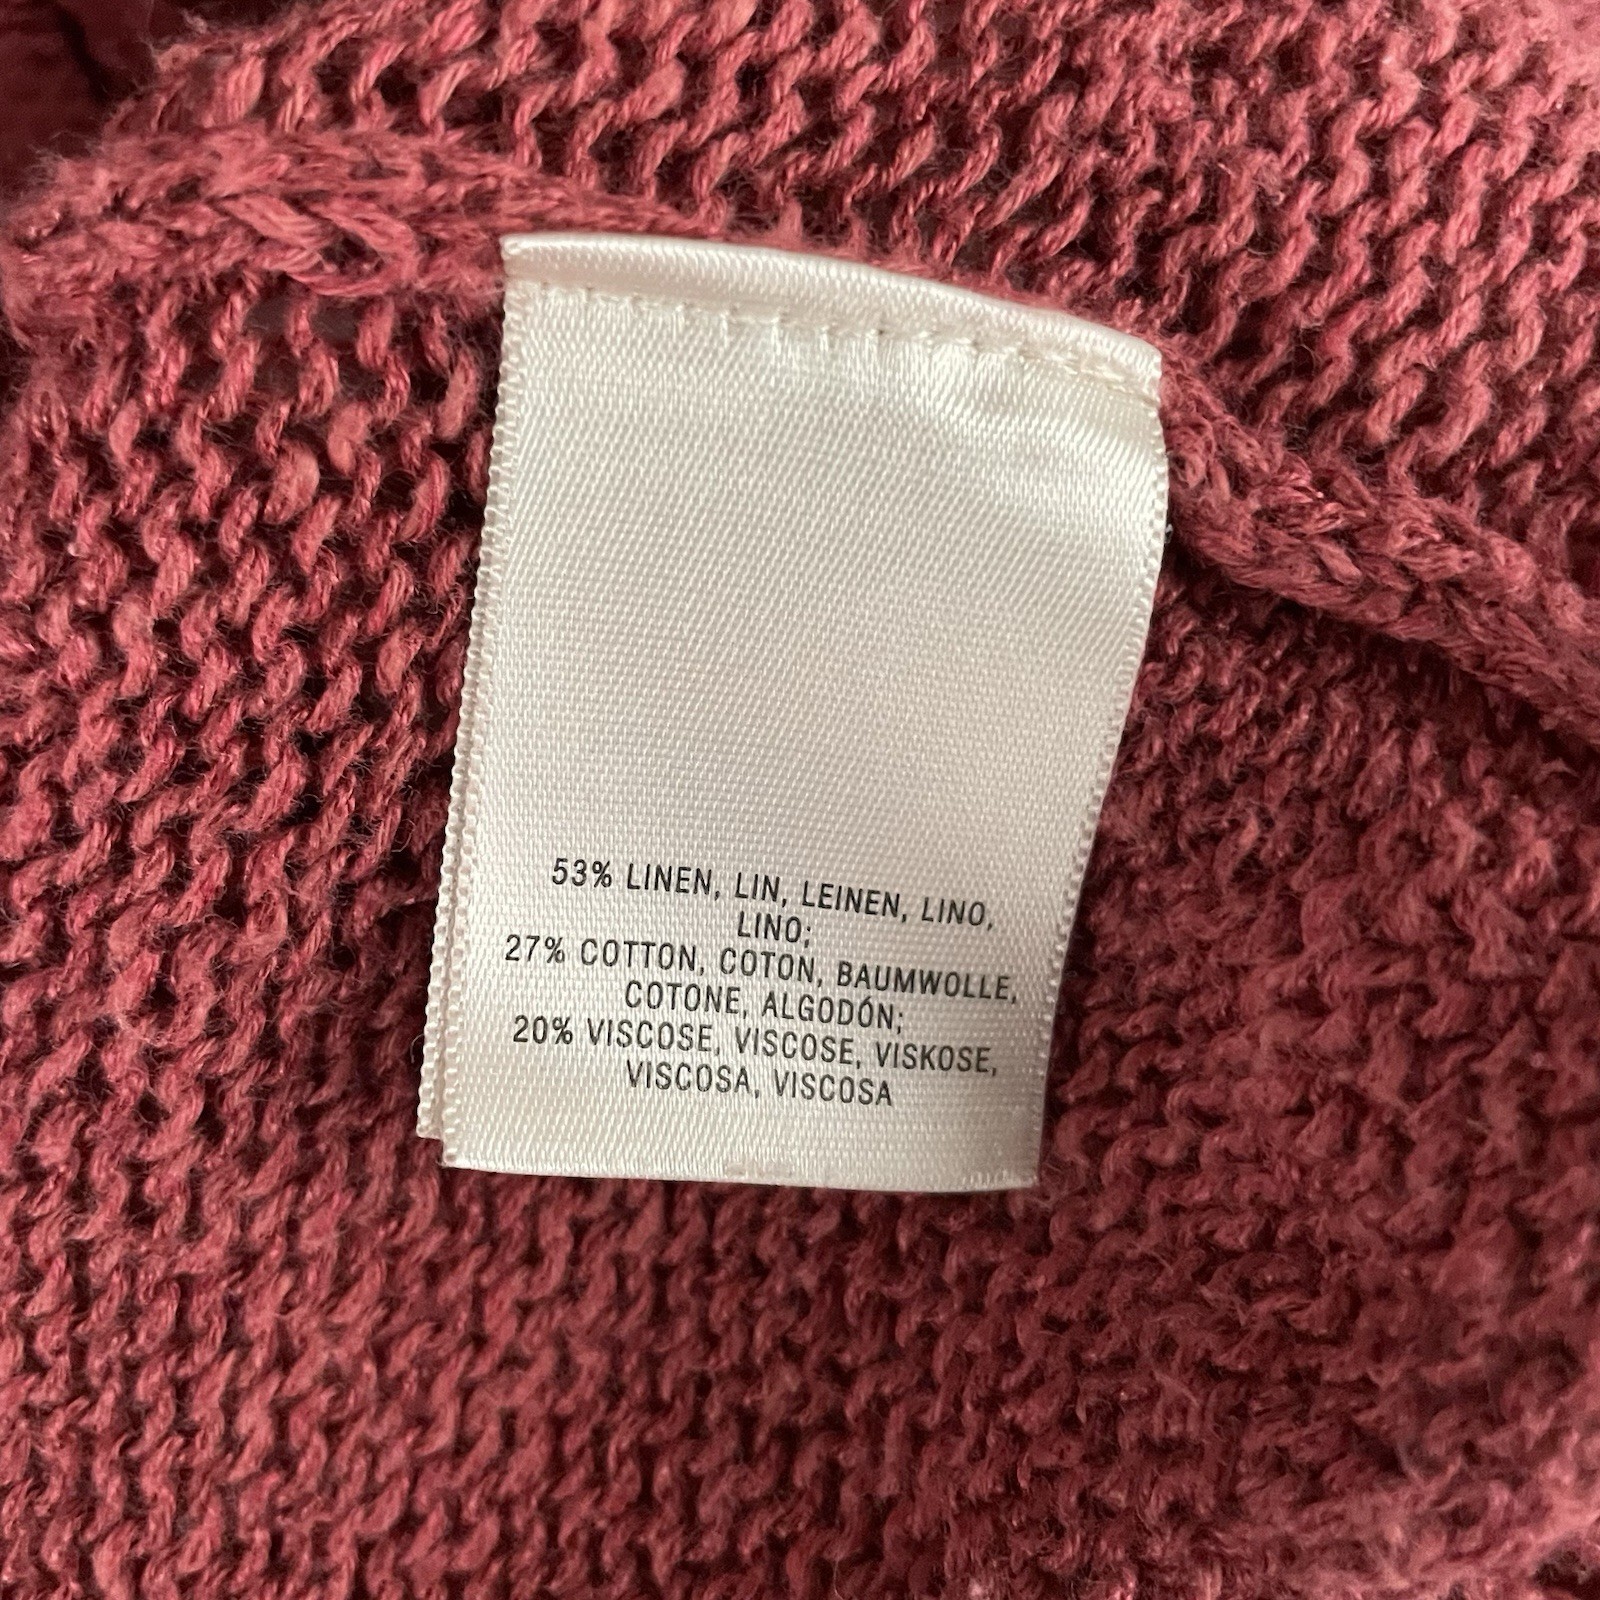 53% LINEN, LIN, LEINEN, LINO,
LINO;
27% COTTON, COTON, BAUMWOLLE,
COTONE, ALGODÓN;
20% VISCOSE, VISCOSE, VISKOSE,
VISCOSA, VISCOSA